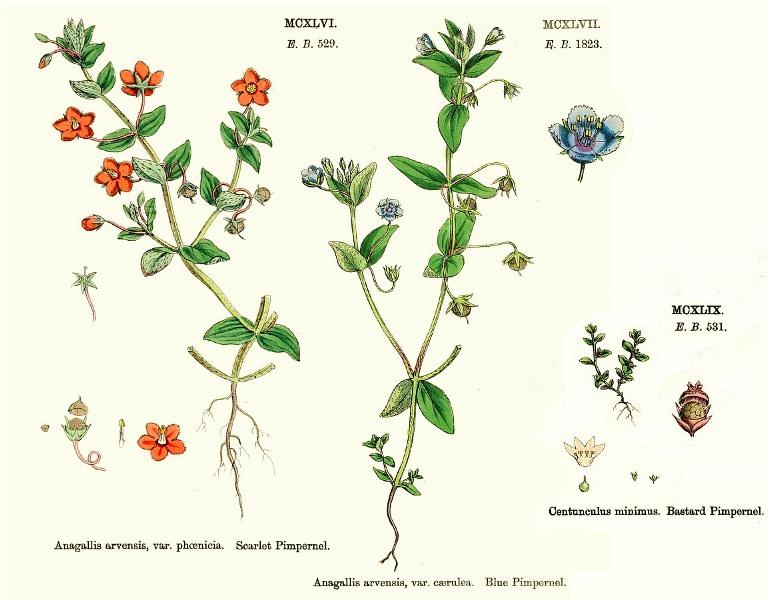 MCXLVI.
E. B. 529.
MCXLVII.
E. B. 1823.
MCXLIX.
E. B. 531.
Centunculus minimus. Bastard Pimpernel.
Anagallis arvensis, var. phœnicia. Scarlet Pimpernel.
Anagallis arvensis, var. cærulea. Blue Pimpernel.